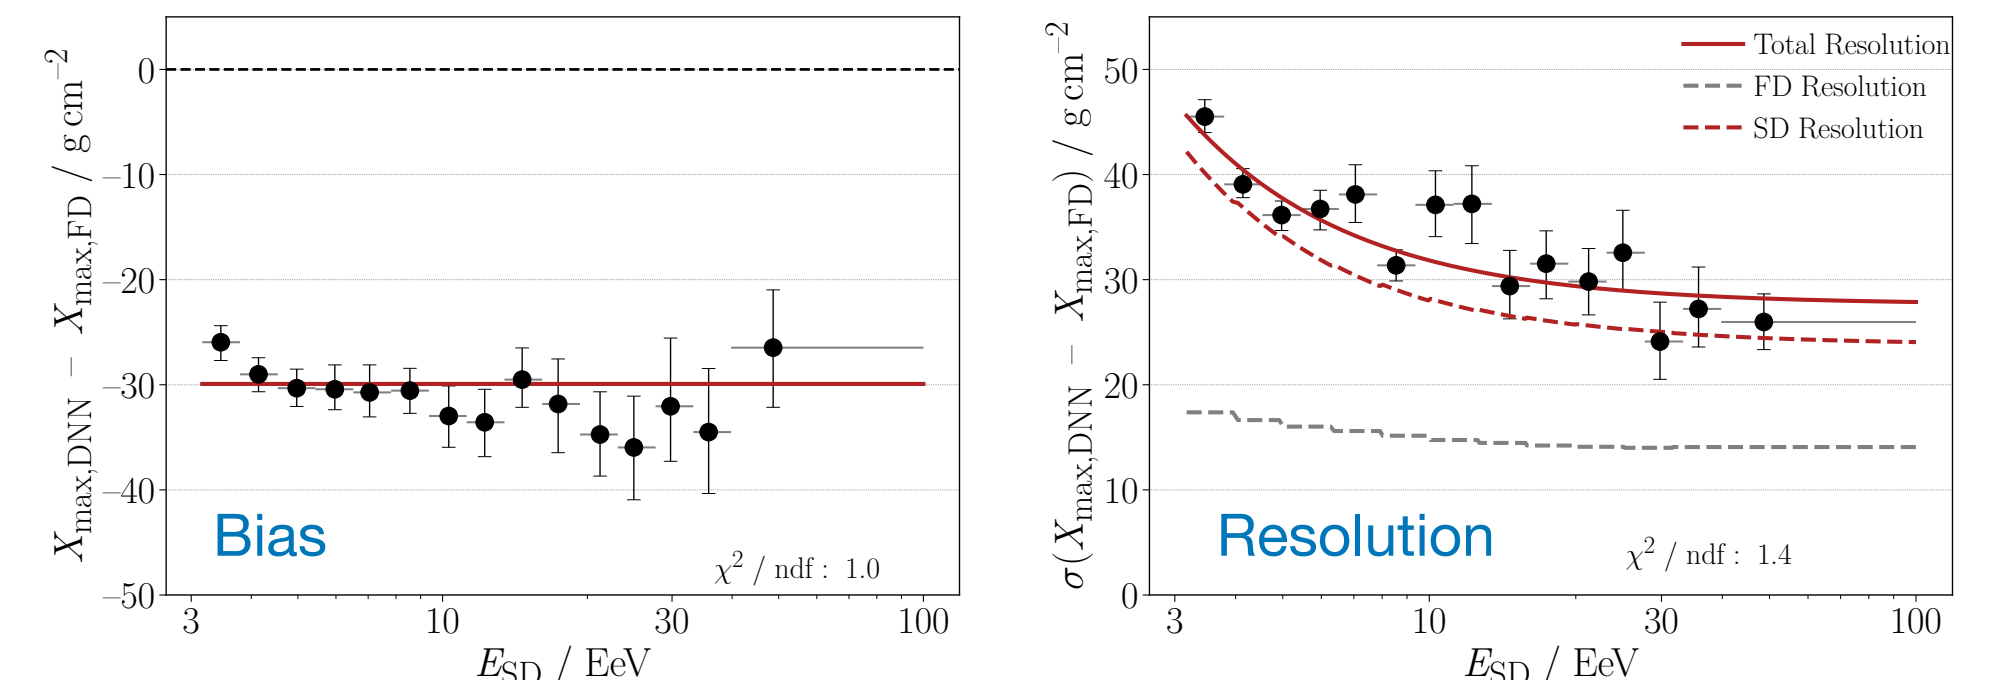 0
−10
−20
−30
−40
−50
X_max,DNN − X_max,FD / g cm⁻²
Bias
χ² / ndf : 1.0
3 10 30 100
E_SD / EeV
50
40
30
20
10
0
σ(X_max,DNN − X_max,FD) / g cm⁻²
Total Resolution
FD Resolution
SD Resolution
Resolution
χ² / ndf : 1.4
3 10 30 100
E_SD / EeV